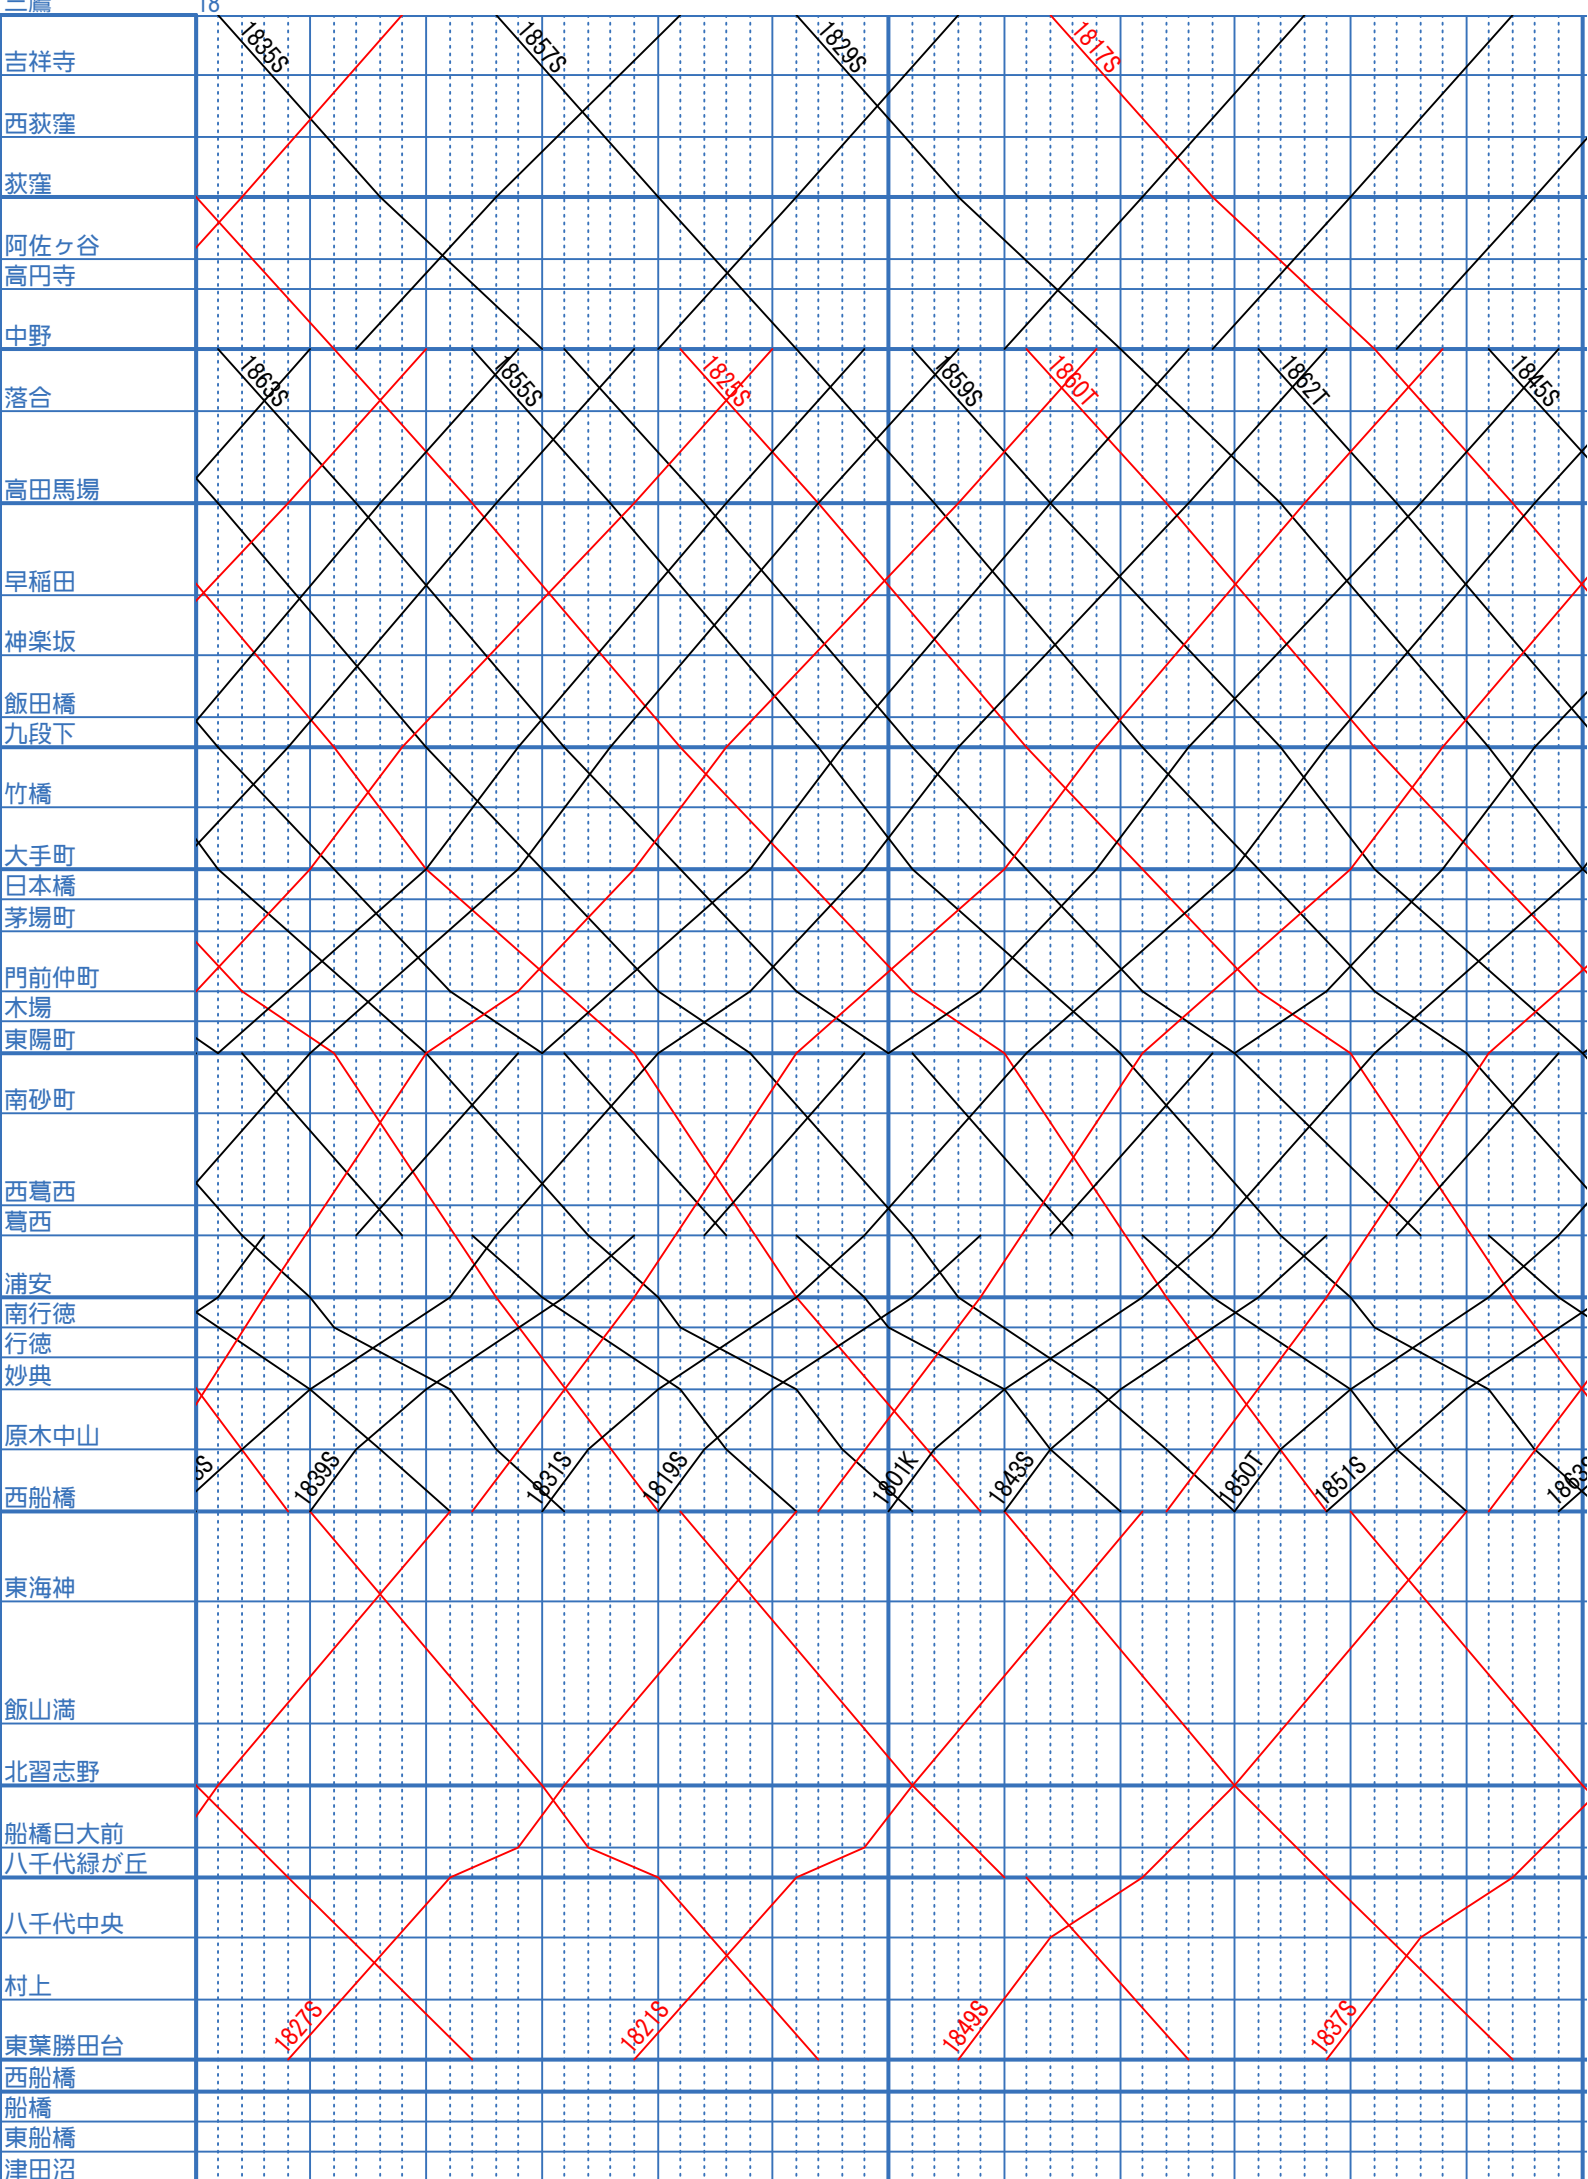 三鷹 18
1835S 1857S 1829S 1817S
吉祥寺
西荻窪
荻窪
阿佐ヶ谷
高円寺
中野
1863S 1855S 1825S 1859S 1860T 1862T 1845S
落合
高田馬場
早稲田
神楽坂
飯田橋
九段下
竹橋
大手町
日本橋
茅場町
門前仲町
木場
東陽町
南砂町
西葛西
葛西
浦安
南行徳
行徳
妙典
原木中山
1839S 1831S 1819S 1801K 1843S 1850T 1851S
西船橋
東海神
飯山満
北習志野
船橋日大前
八千代緑が丘
八千代中央
村上
1827S 1821S 1849S 1837S
東葉勝田台
西船橋
船橋
東船橋
津田沼